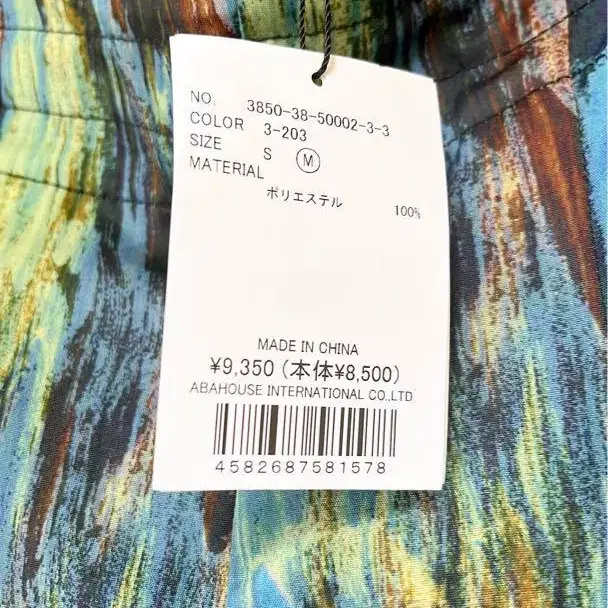 NO. 3850-38-50002-3-3
COLOR 3-203
SIZE S M
MATERIAL
ポリエステル 100%
MADE IN CHINA
¥9,350(本体¥8,500)
ABAHOUSE INTERNATIONAL CO.,LTD
4582687581578